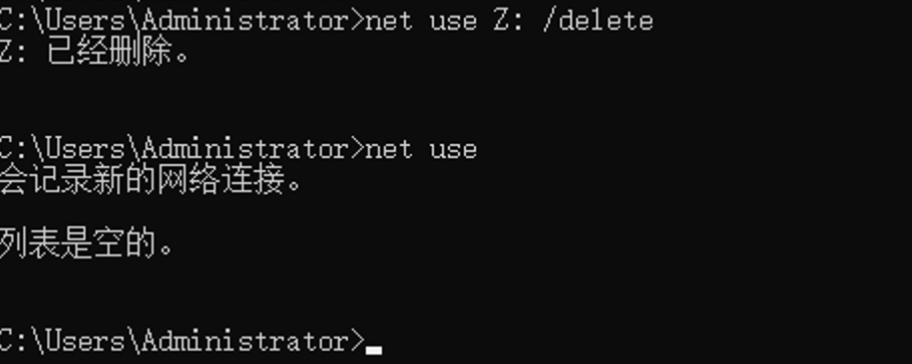 C:\Users\Administrator>net use Z: /delete
Z: 已经删除。
C:\Users\Administrator>net use
会记录新的网络连接。
列表是空的。
C:\Users\Administrator>